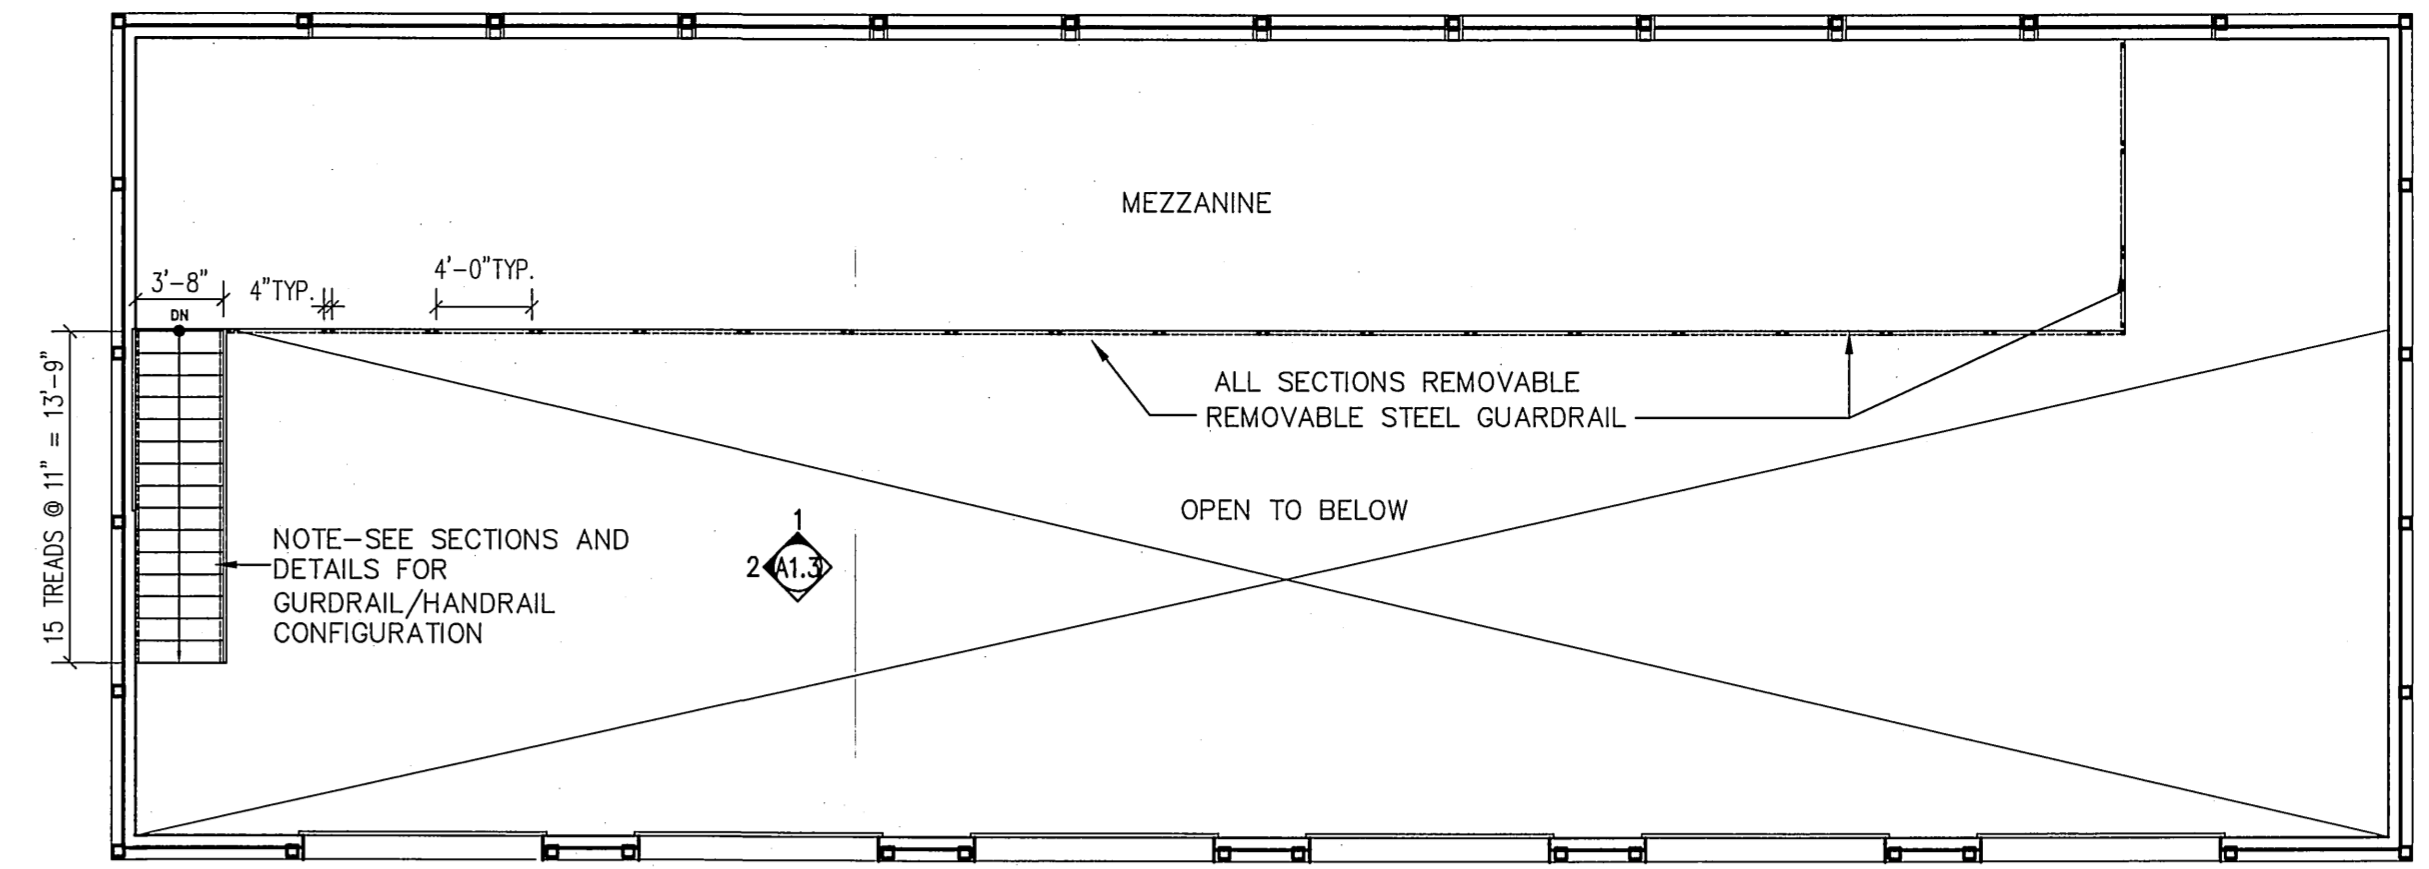 MEZZANINE
3'-8"
4"TYP.
4'-0"TYP.
DN
15 TREADS @ 11" = 13'-9"
ALL SECTIONS REMOVABLE
REMOVABLE STEEL GUARDRAIL
OPEN TO BELOW
NOTE-SEE SECTIONS AND
DETAILS FOR
GURDRAIL/HANDRAIL
CONFIGURATION
1
2 A1.3